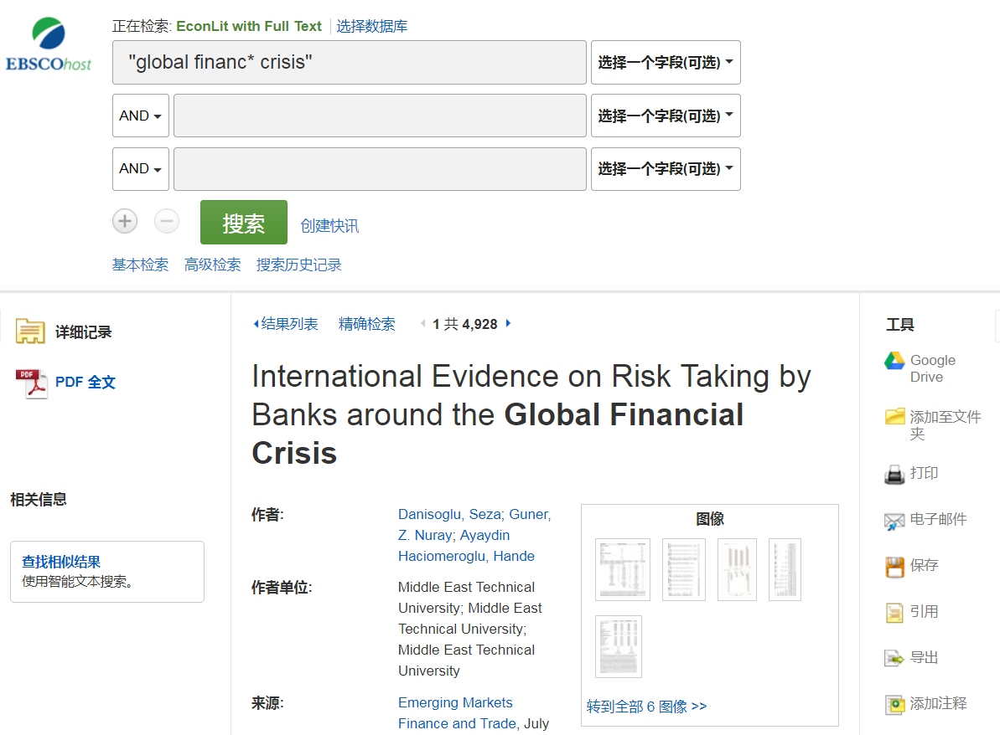 EBSCOhost
正在检索: EconLit with Full Text 选择数据库
"global financ* crisis" 选择一个字段(可选)
AND 选择一个字段(可选)
AND 选择一个字段(可选)
搜索 创建快讯
基本检索 高级检索 搜索历史记录
详细记录
PDF PDF 全文
相关信息
查找相似结果
使用智能文本搜索。
结果列表 精确检索 1 共 4,928
International Evidence on Risk Taking by
Banks around the Global Financial
Crisis
作者:
Danisoglu, Seza; Guner,
Z. Nuray; Ayaydin
Haciomeroglu, Hande
作者单位:
Middle East Technical
University; Middle East
Technical University;
Middle East Technical
University
来源:
Emerging Markets
Finance and Trade, July
图像
转到全部 6 图像 >>
工具
Google
Drive
添加至文件
夹
打印
电子邮件
保存
引用
导出
添加注释